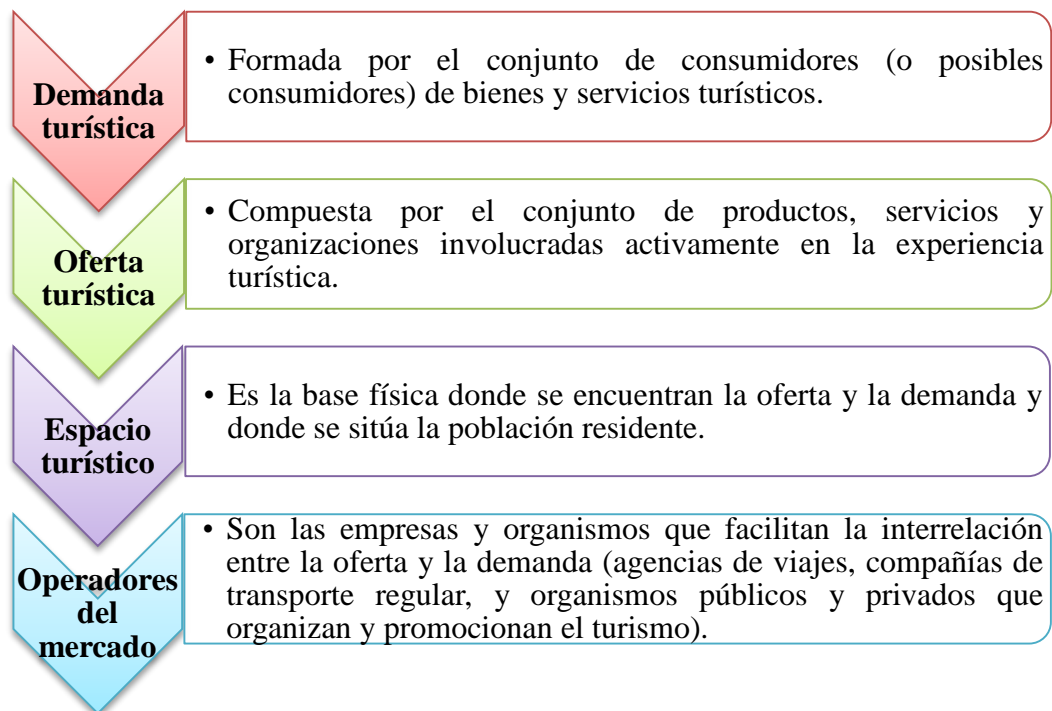 Demanda
turística
• Formada por el conjunto de consumidores (o posibles
consumidores) de bienes y servicios turísticos.
Oferta
turística
• Compuesta por el conjunto de productos, servicios y
organizaciones involucradas activamente en la experiencia
turística.
Espacio
turístico
• Es la base física donde se encuentran la oferta y la demanda y
donde se sitúa la población residente.
Operadores
del
mercado
• Son las empresas y organismos que facilitan la interrelación
entre la oferta y la demanda (agencias de viajes, compañías de
transporte regular, y organismos públicos y privados que
organizan y promocionan el turismo).